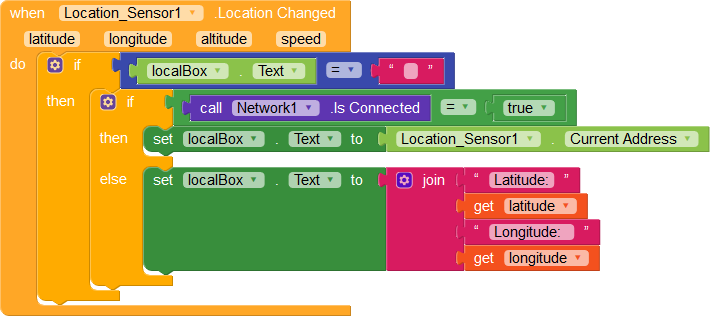 when Location_Sensor1 .Location Changed
latitude longitude altitude speed
do if localBox . Text = “ ”
then if call Network1 .Is Connected = true
then set localBox . Text to Location_Sensor1 . Current Address
else set localBox . Text to join “ Latitude: ”
get latitude
“ Longitude: ”
get longitude